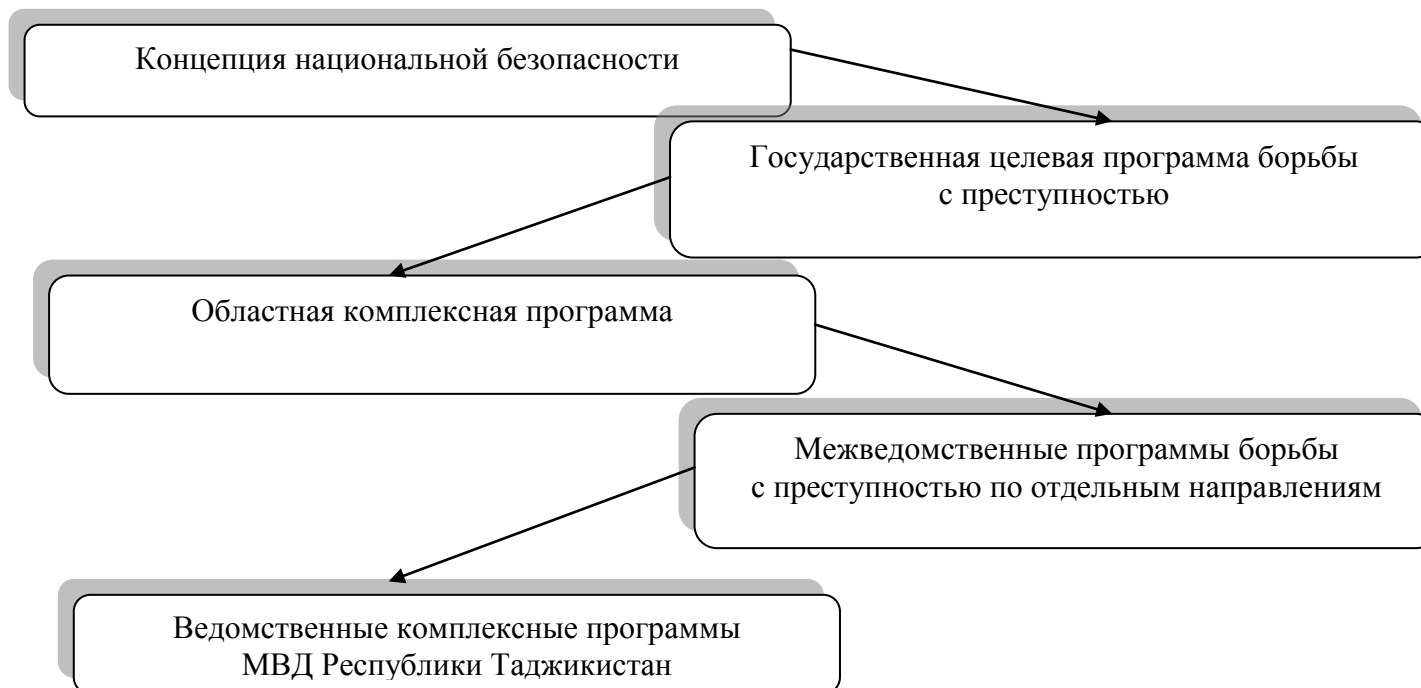 Концепция национальной безопасности
Государственная целевая программа борьбы
с преступностью
Областная комплексная программа
Межведомственные программы борьбы
с преступностью по отдельным направлениям
Ведомственные комплексные программы
МВД Республики Таджикистан